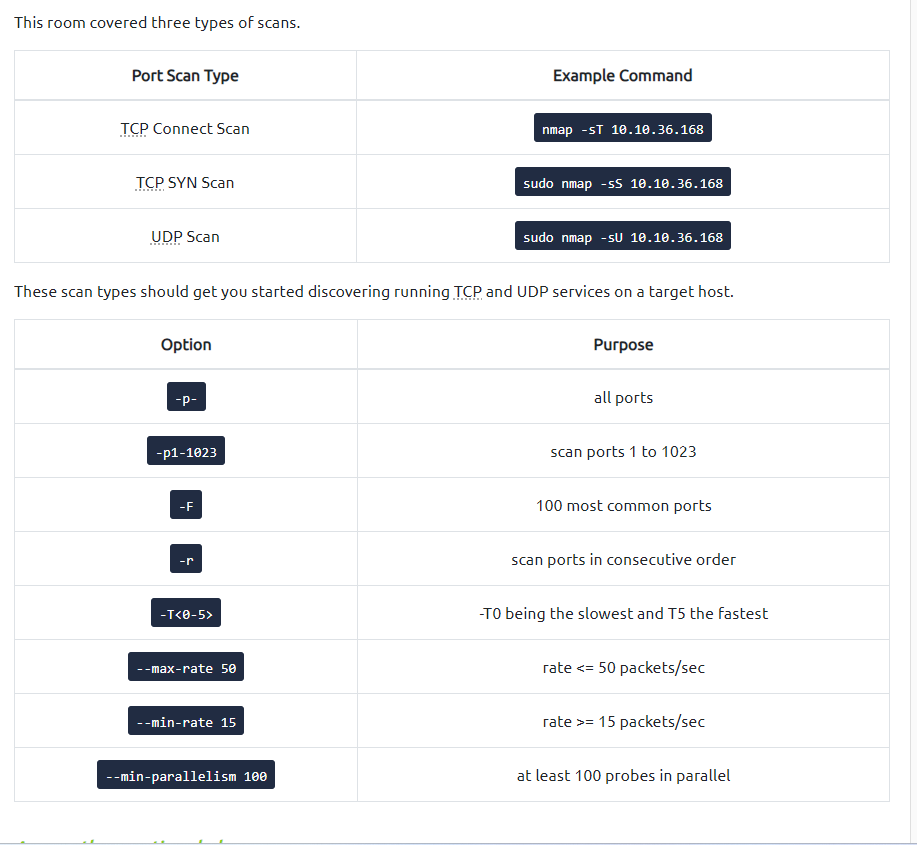 This room covered three types of scans.
Port Scan Type Example Command
TCP Connect Scan nmap -sT 10.10.36.168
TCP SYN Scan sudo nmap -sS 10.10.36.168
UDP Scan sudo nmap -sU 10.10.36.168
These scan types should get you started discovering running TCP and UDP services on a target host.
Option Purpose
-p- all ports
-p1-1023 scan ports 1 to 1023
-F 100 most common ports
-r scan ports in consecutive order
-T<0-5> -T0 being the slowest and T5 the fastest
--max-rate 50 rate <= 50 packets/sec
--min-rate 15 rate >= 15 packets/sec
--min-parallelism 100 at least 100 probes in parallel